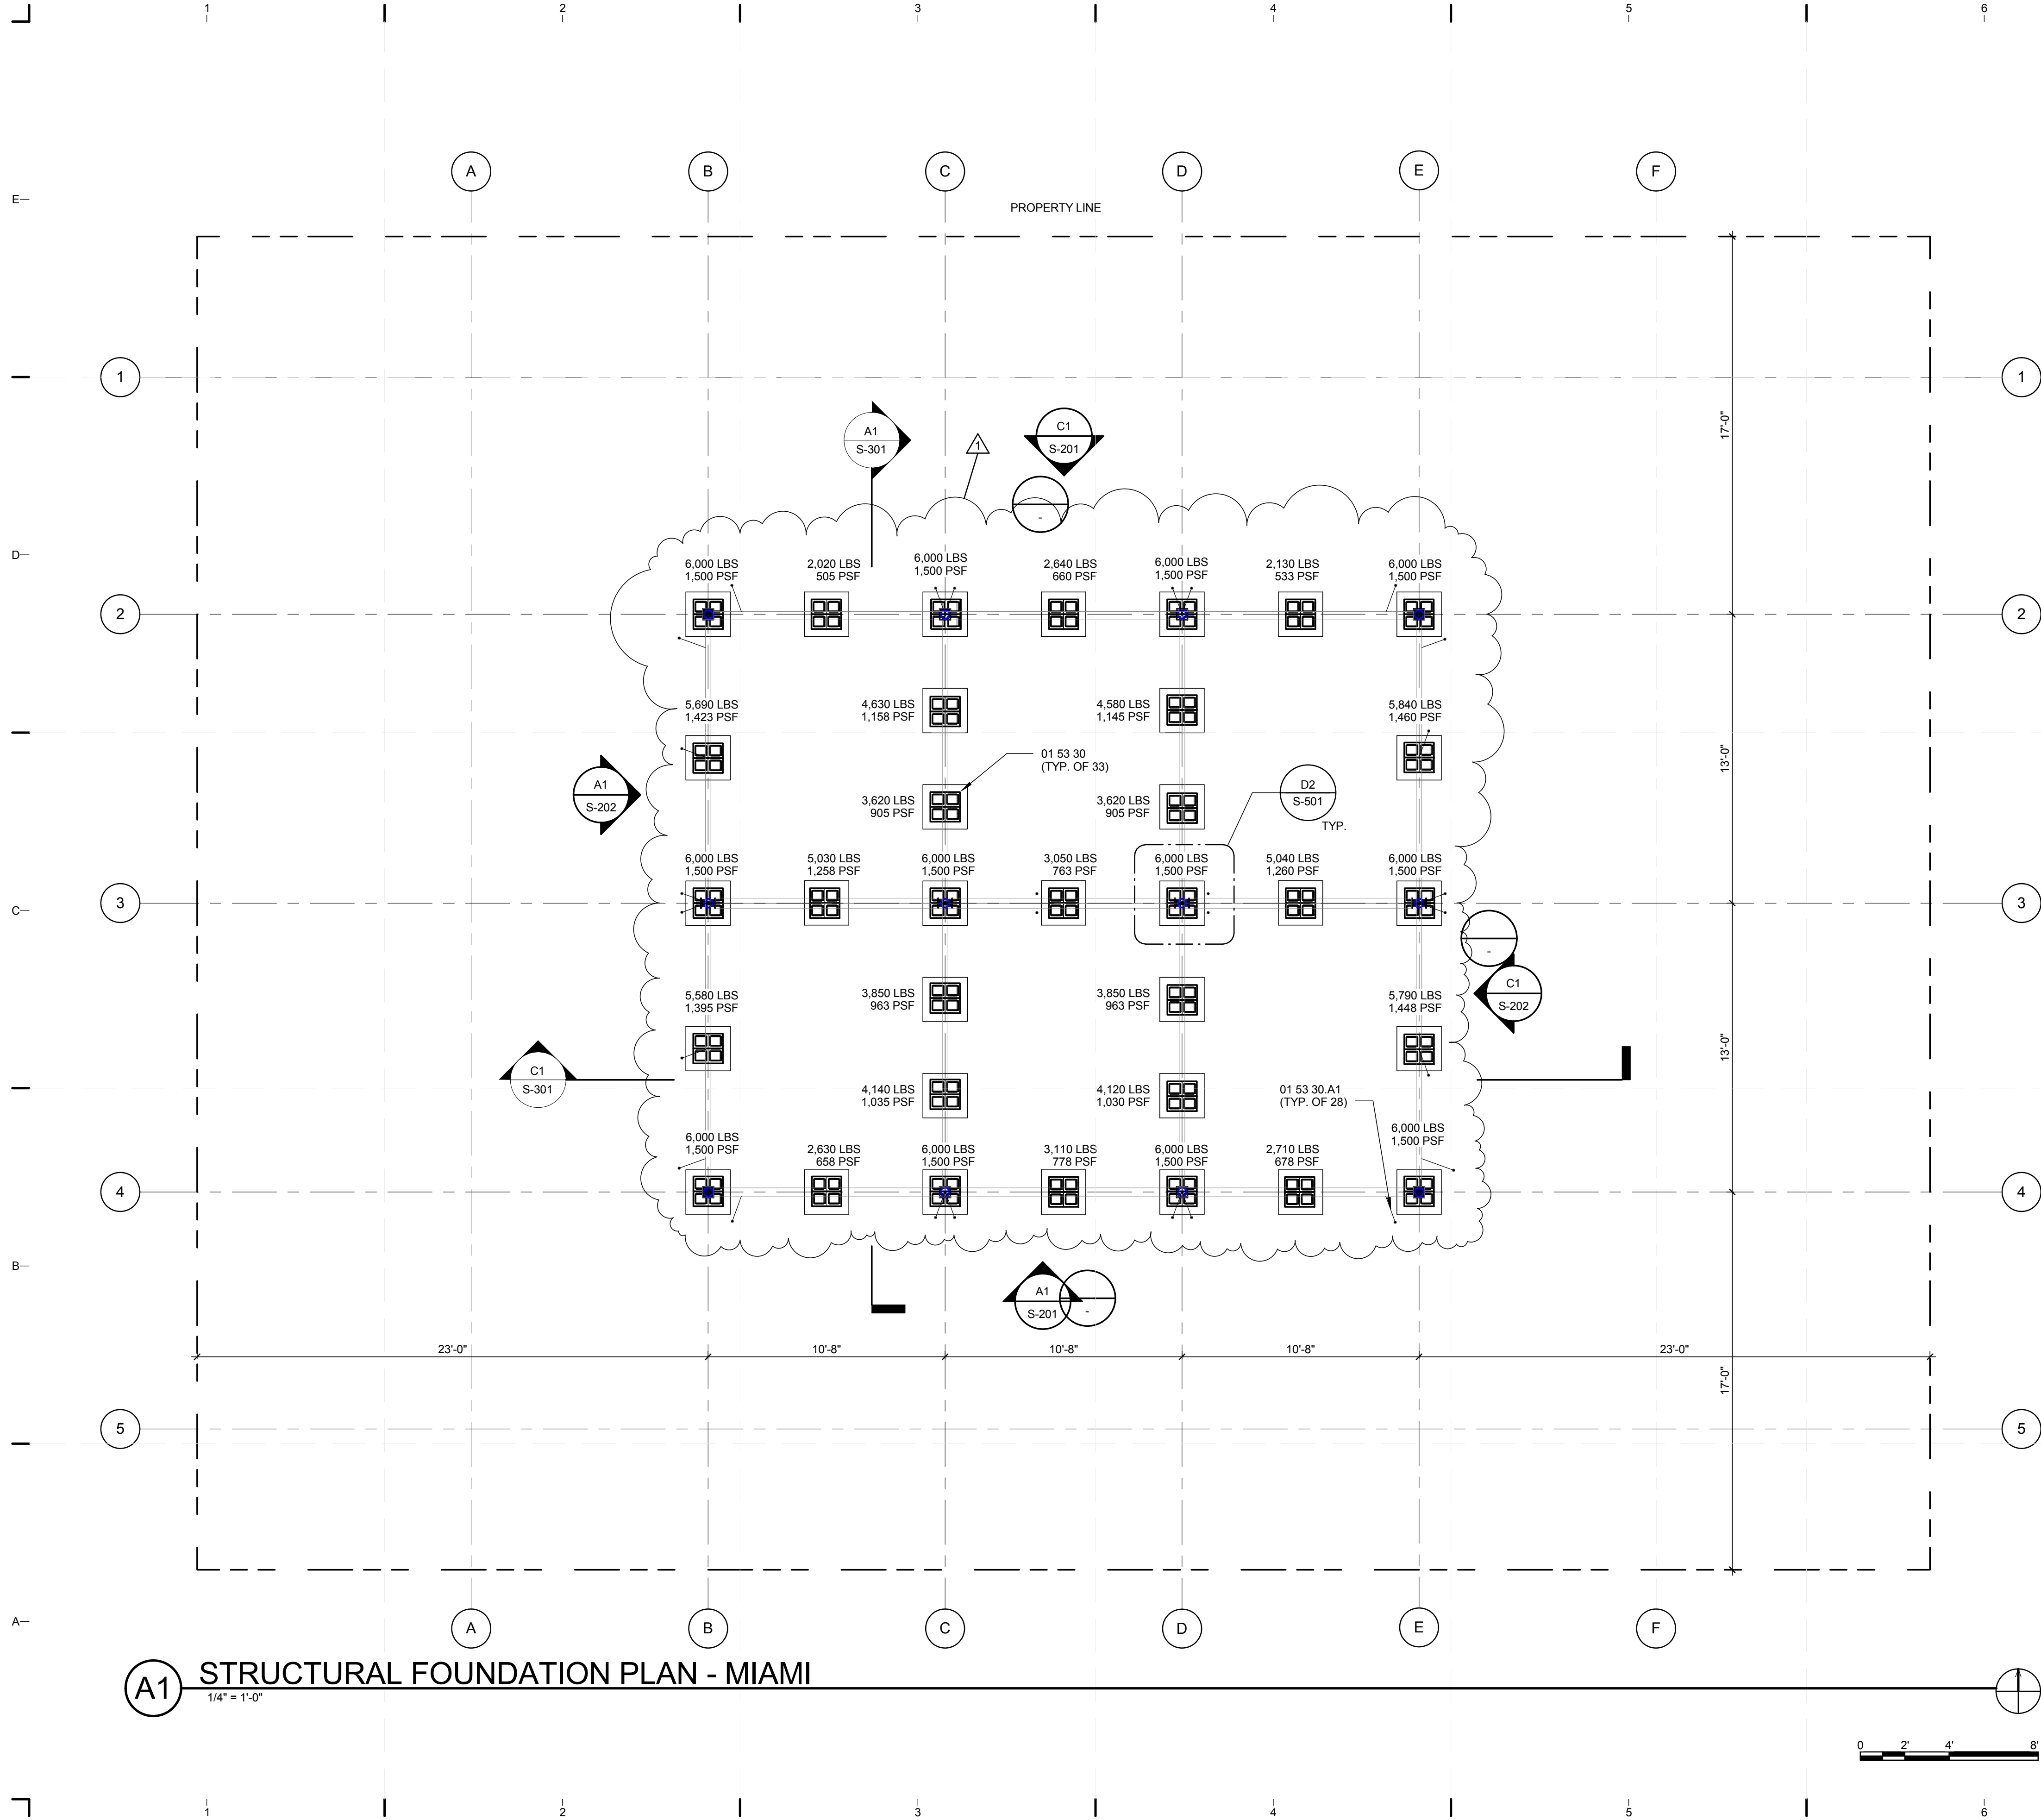 1 2 3 4 5 6
A B C D E F
E
PROPERTY LINE
1 1
17'-0"
A1
S-301
1
C1
S-201
-
D
6,000 LBS
1,500 PSF
2,020 LBS
505 PSF
6,000 LBS
1,500 PSF
2,640 LBS
660 PSF
6,000 LBS
1,500 PSF
2,130 LBS
533 PSF
6,000 LBS
1,500 PSF
2 2
5,690 LBS
1,423 PSF
4,630 LBS
1,158 PSF
4,580 LBS
1,145 PSF
5,840 LBS
1,460 PSF
01 53 30
(TYP. OF 33)
13'-0"
A1
S-202
3,620 LBS
905 PSF
3,620 LBS
905 PSF
D2
S-501
TYP.
6,000 LBS
1,500 PSF
5,030 LBS
1,258 PSF
6,000 LBS
1,500 PSF
3,050 LBS
763 PSF
6,000 LBS
1,500 PSF
5,040 LBS
1,260 PSF
6,000 LBS
1,500 PSF
3 3
C
-
C1
S-202
5,580 LBS
1,395 PSF
3,850 LBS
963 PSF
3,850 LBS
963 PSF
5,790 LBS
1,448 PSF
13'-0"
C1
S-301
4,140 LBS
1,035 PSF
4,120 LBS
1,030 PSF
01 53 30.A1
(TYP. OF 28)
6,000 LBS
1,500 PSF
6,000 LBS
1,500 PSF
2,630 LBS
658 PSF
6,000 LBS
1,500 PSF
3,110 LBS
778 PSF
6,000 LBS
1,500 PSF
2,710 LBS
678 PSF
4 4
B
A1
S-201
-
23'-0" 10'-8" 10'-8" 10'-8" 23'-0"
17'-0"
5 5
A
A B C D E F
A1
STRUCTURAL FOUNDATION PLAN - MIAMI
1/4" = 1'-0"
0 2' 4' 8'
1 2 3 4 5 6